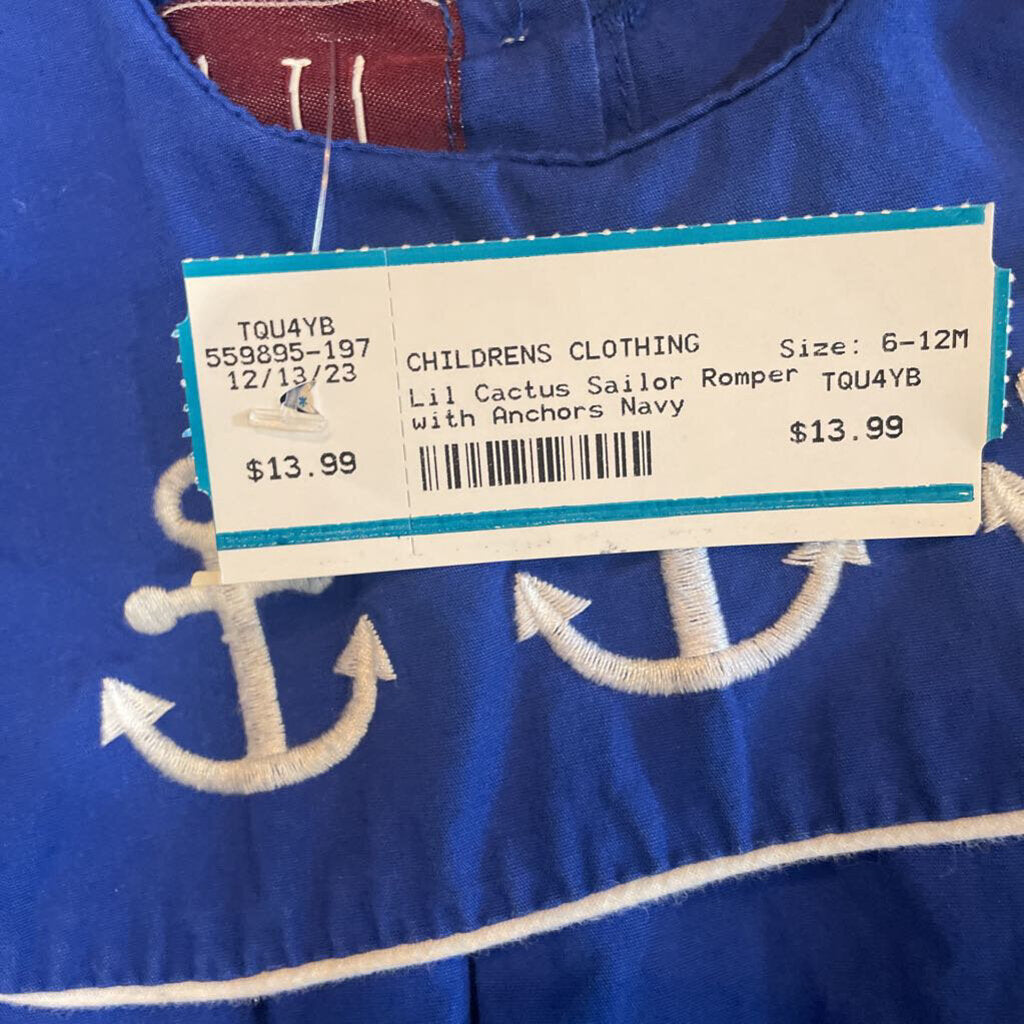 TQU4YB
559895-197
12/13/23
$13.99
CHILDRENS CLOTHING
Size: 6-12M
Lil Cactus Sailor Romper
TQU4YB
with Anchors Navy
$13.99